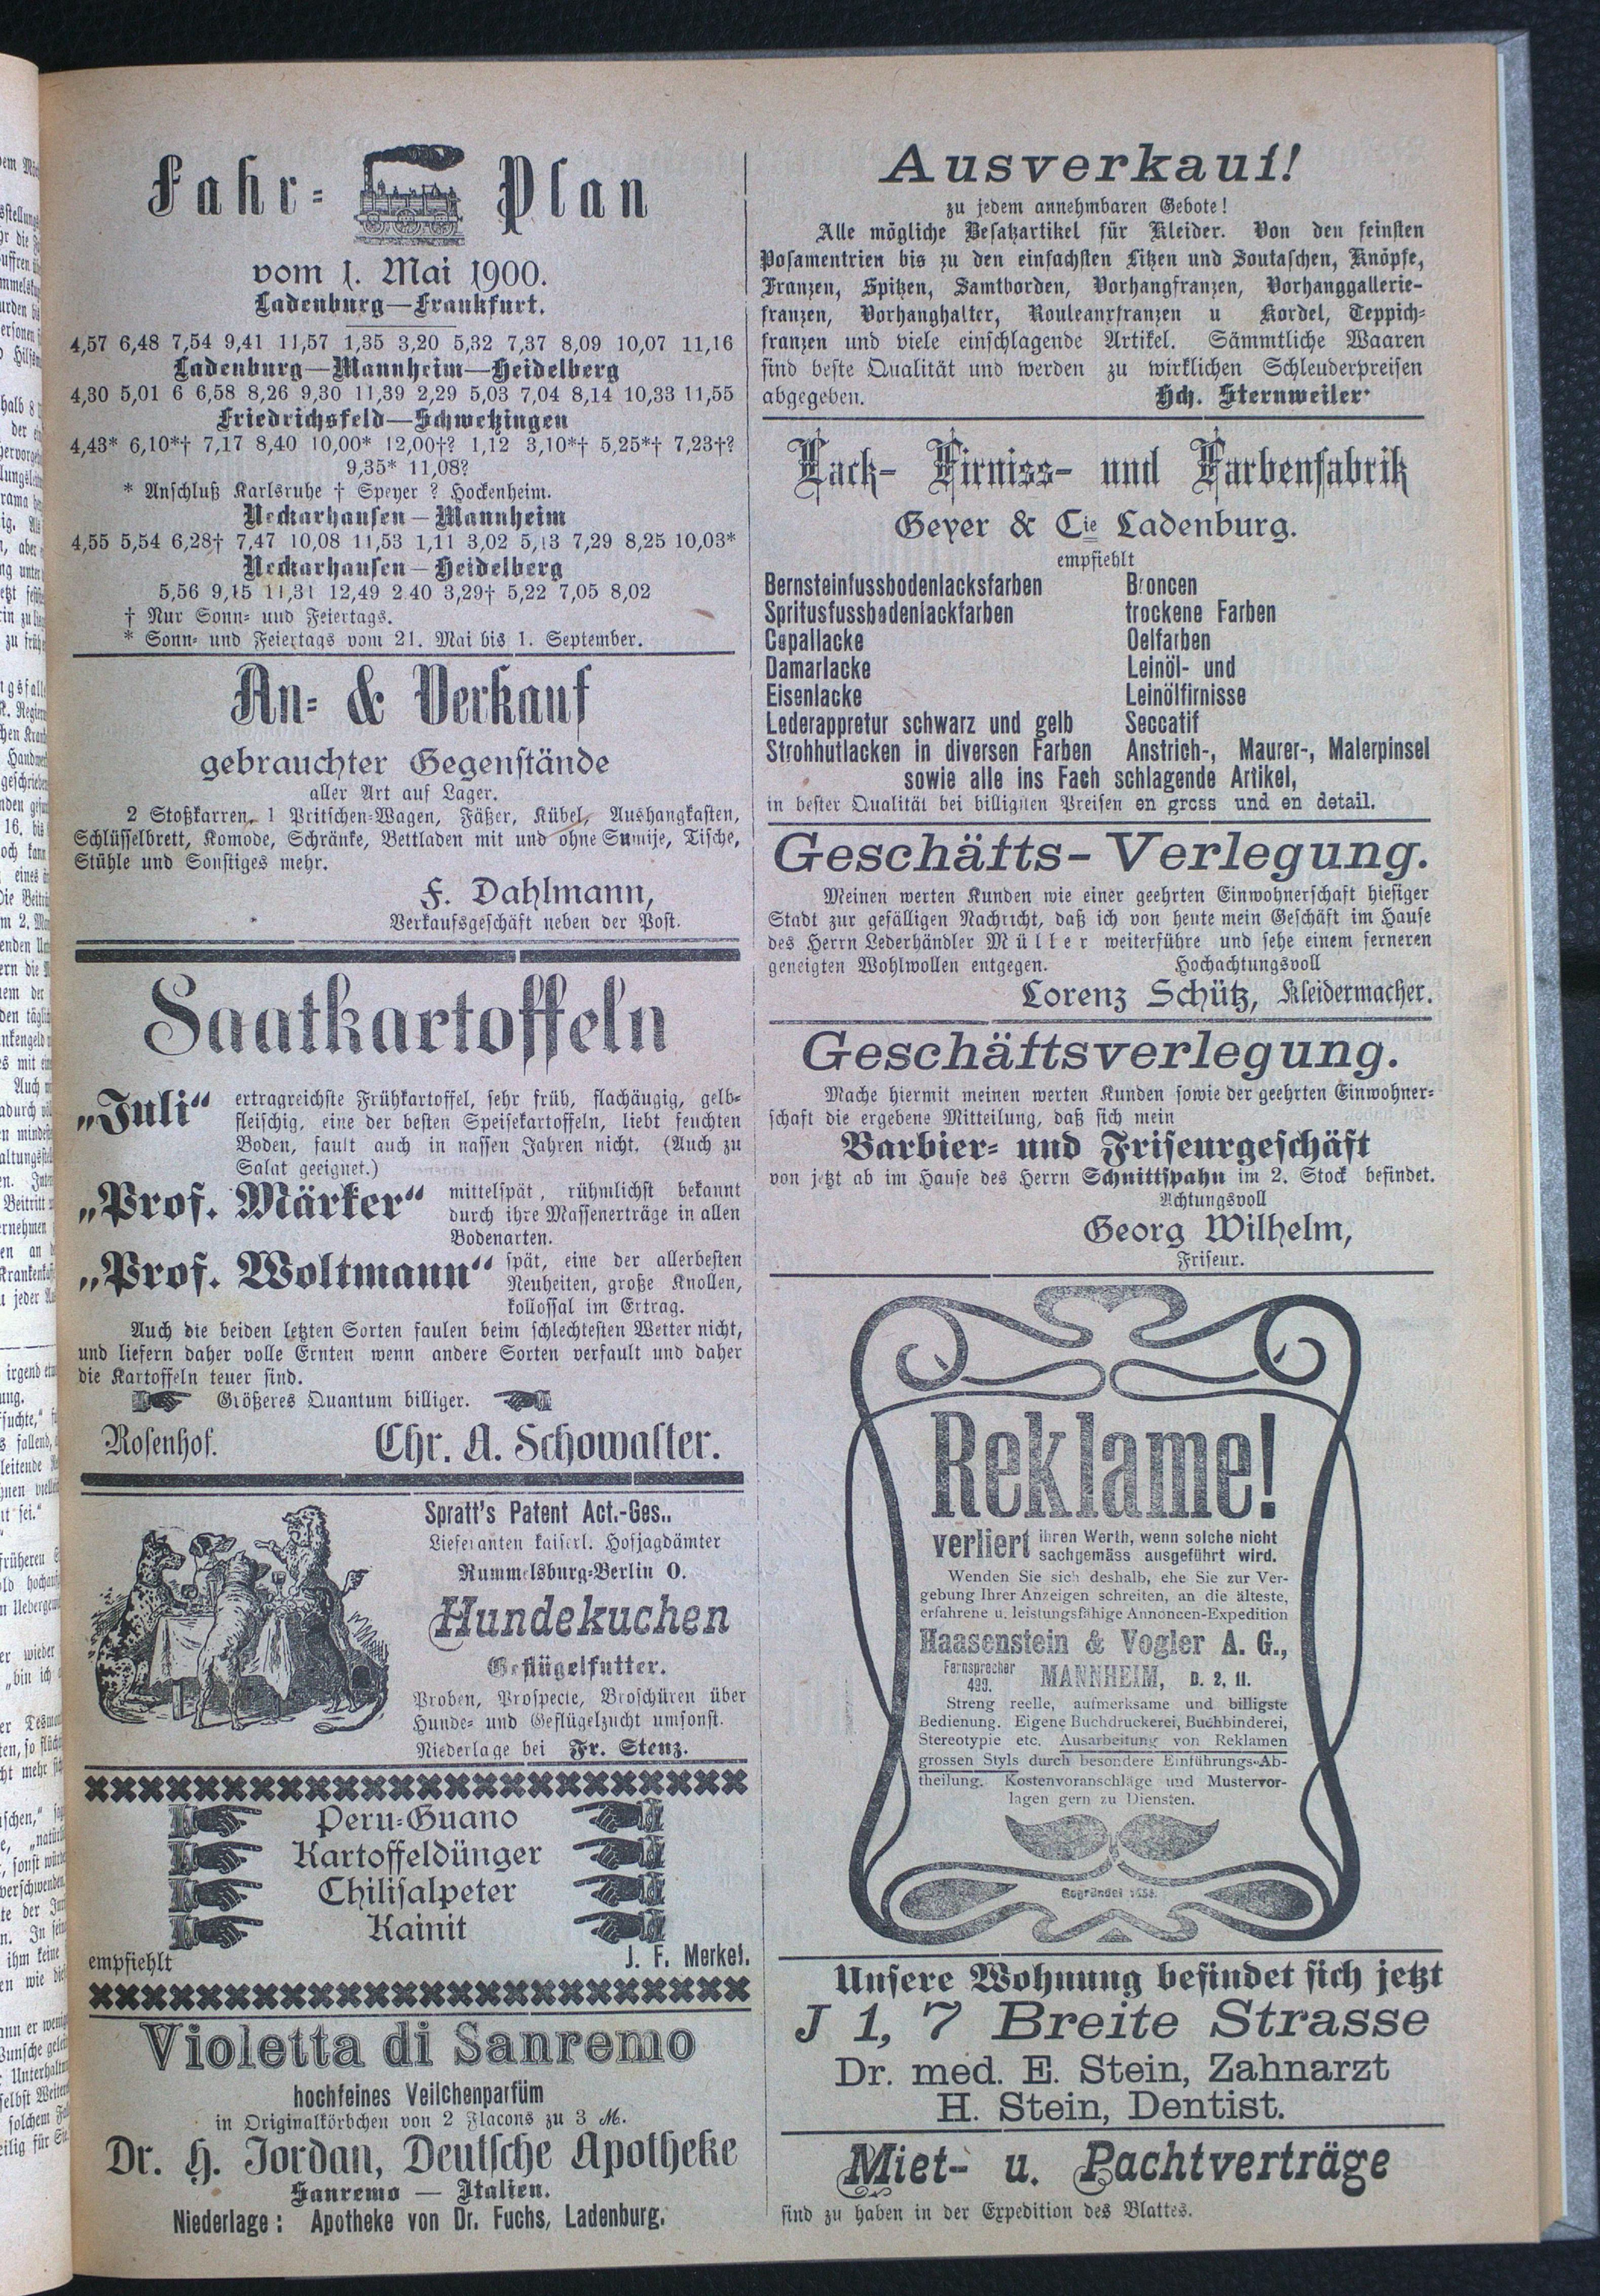 Fahr- Plan
vom 1. Mai 1900.
Ladenburg—Frankfurt.
4,57 6,48 7,54 9,41 11,57 1,35 3,20 5,32 7,37 8,09 10,07 11,16
Ladenburg—Mannheim—Heidelberg
4,30 5,01 6 6,58 8,26 9,30 11,39 2,29 5,03 7,04 8,14 10,33 11,55
Friedrichsfeld—Schwetzingen
4,43* 6,10*† 7,17 8,40 10,00* 12,00†? 1,12 3,10*† 5,25*† 7,23†?
9,35* 11,08?
* Anschluß Karlsruhe † Speyer ? Hockenheim.
Neckarhausen—Mannheim
4,55 5,54 6,28† 7,47 10,08 11,53 1,11 3,02 5,13 7,29 8,25 10,03*
Neckarhausen—Heidelberg
5,56 9,15 11,31 12,49 2.40 3,29† 5,22 7,05 8,02
† Nur Sonn- und Feiertags.
* Sonn- und Feiertags vom 21. Mai bis 1. September.
An- & Verkauf
gebrauchter Gegenstände
aller Art auf Lager.
2 Stoßkarren, 1 Pritschen-Wagen, Fäßer, Kübel, Aushangkasten,
Schlüsselbrett, Komode, Schränke, Bettladen mit und ohne Sumije, Tische,
Stühle und Sonstiges mehr.
F. Dahlmann,
Verkaufsgeschäft neben der Post.
Saatkartoffeln
„Juli“ ertragreichste Frühkartoffel, sehr früh, flachäugig, gelb-
fleischig, eine der besten Speisekartoffeln, liebt feuchten
Boden, fault auch in nassen Jahren nicht. (Auch zu
Salat geeignet.)
„Prof. Märker“ mittelspät, rühmlichst bekannt
durch ihre Massenerträge in allen
Bodenarten.
„Prof. Woltmann“ spät, eine der allerbesten
Neuheiten, große Knollen,
kollossal im Ertrag.
Auch die beiden letzten Sorten faulen beim schlechtesten Wetter nicht,
und liefern daher volle Ernten wenn andere Sorten verfault und daher
die Kartoffeln teuer sind.
Größeres Quantum billiger.
Rosenhof. Chr. A. Schowalter.
Spratt's Patent Act.-Ges..
Lieferanten kaiserl. Hofjagdämter
Rummelsburg-Berlin O.
Hundekuchen
Geflügelfutter.
Proben, Prospecte, Broschüren über
Hunde- und Geflügelzucht umsonst.
Niederlage bei Fr. Stenz.
Peru-Guano
Kartoffeldünger
Chilisalpeter
Kainit
empfiehlt J. F. Merkel.
Violetta di Sanremo
hochfeines Veilchenparfüm
in Originalkörbchen von 2 Flacons zu 3 M.
Dr. H. Jordan, Deutsche Apotheke
Sanremo — Italien.
Niederlage: Apotheke von Dr. Fuchs, Ladenburg.
Ausverkauf!
zu jedem annehmbaren Gebote!
Alle mögliche Besatzartikel für Kleider. Von den feinsten
Posamentrien bis zu den einfachsten Litzen und Soutaschen, Knöpfe,
Franzen, Spitzen, Samtborden, Vorhangfranzen, Vorhanggallerie-
franzen, Vorhanghalter, Rouleauxfranzen u Kordel, Teppich-
franzen und viele einschlagende Artikel. Sämmtliche Waaren
sind beste Qualität und werden zu wirklichen Schleuderpreisen
abgegeben. Hch. Sternweiler
Lack- Firniss- und Farbenfabrik
Geyer & Cie Ladenburg.
empfiehlt
Bernsteinfussbodenlacksfarben Broncen
Spritusfussbodenlackfarben trockene Farben
Copallacke Oelfarben
Damarlacke Leinöl- und
Eisenlacke Leinölfirnisse
Lederappretur schwarz und gelb Seccatif
Strohhutlacken in diversen Farben Anstrich-, Maurer-, Malerpinsel
sowie alle ins Fach schlagende Artikel,
in bester Qualität bei billigsten Preisen en gross und en detail.
Geschäfts-Verlegung.
Meinen werten Kunden wie einer geehrten Einwohnerschaft hiesiger
Stadt zur gefälligen Nachricht, daß ich von heute mein Geschäft im Hause
des Herrn Lederhändler Müller weiterführe und sehe einem ferneren
geneigten Wohlwollen entgegen. Hochachtungsvoll
Lorenz Schütz, Kleidermacher.
Geschäftsverlegung.
Mache hiermit meinen werten Kunden sowie der geehrten Einwohner-
schaft die ergebene Mitteilung, daß sich mein
Barbier- und Friseurgeschäft
von jetzt ab im Hause des Herrn Schnittspahn im 2. Stock befindet.
Achtungsvoll
Georg Wilhelm,
Friseur.
Reklame!
verliert ihren Werth, wenn solche nicht
sachgemäss ausgeführt wird.
Wenden Sie sich deshalb, ehe Sie zur Ver-
gebung Ihrer Anzeigen schreiten, an die älteste,
erfahrene u. leistungsfähige Annoncen-Expedition
Haasenstein & Vogler A. G.,
Fernsprecher
499. MANNHEIM, D. 2, 11.
Streng reelle, aufmerksame und billigste
Bedienung. Eigene Buchdruckerei, Buchbinderei,
Stereotypie etc. Ausarbeitung von Reklamen
grossen Styls durch besondere Einführungs-Ab-
theilung. Kostenvoranschläge und Mustervor-
lagen gern zu Diensten.
Gegründet
Unsere Wohnung befindet sich jetzt
J 1, 7 Breite Strasse
Dr. med. E. Stein, Zahnarzt
H. Stein, Dentist.
Miet- u. Pachtverträge
sind zu haben in der Expedition des Blattes.